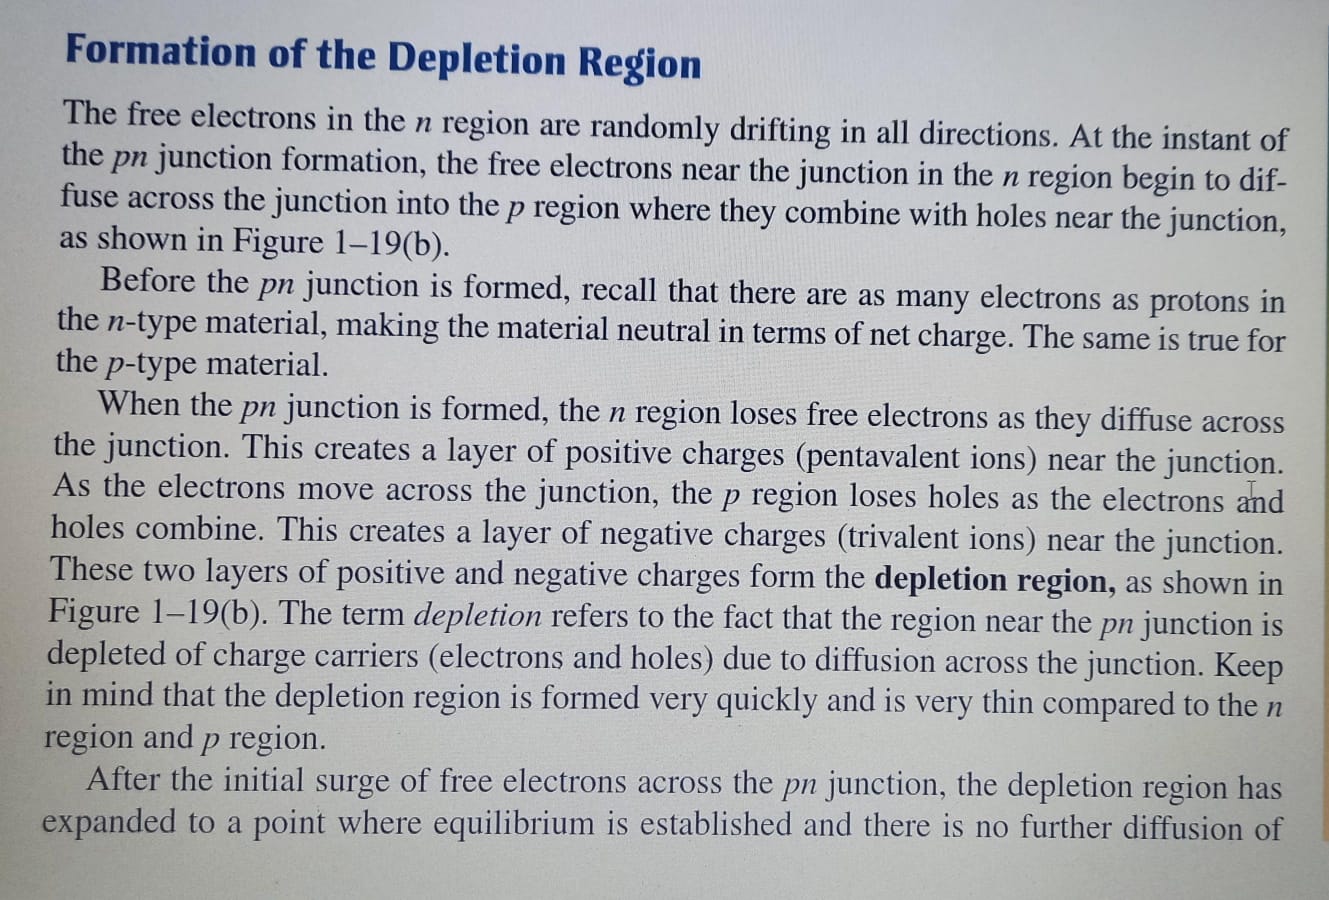 Formation of the Depletion Region
The free electrons in the n region are randomly drifting in all directions. At the instant of
the pn junction formation, the free electrons near the junction in the n region begin to dif-
fuse across the junction into the p region where they combine with holes near the junction,
as shown in Figure 1–19(b).
Before the pn junction is formed, recall that there are as many electrons as protons in
the n-type material, making the material neutral in terms of net charge. The same is true for
the p-type material.
When the pn junction is formed, the n region loses free electrons as they diffuse across
the junction. This creates a layer of positive charges (pentavalent ions) near the junction.
As the electrons move across the junction, the p region loses holes as the electrons and
holes combine. This creates a layer of negative charges (trivalent ions) near the junction.
These two layers of positive and negative charges form the depletion region, as shown in
Figure 1–19(b). The term depletion refers to the fact that the region near the pn junction is
depleted of charge carriers (electrons and holes) due to diffusion across the junction. Keep
in mind that the depletion region is formed very quickly and is very thin compared to the n
region and p region.
After the initial surge of free electrons across the pn junction, the depletion region has
expanded to a point where equilibrium is established and there is no further diffusion of